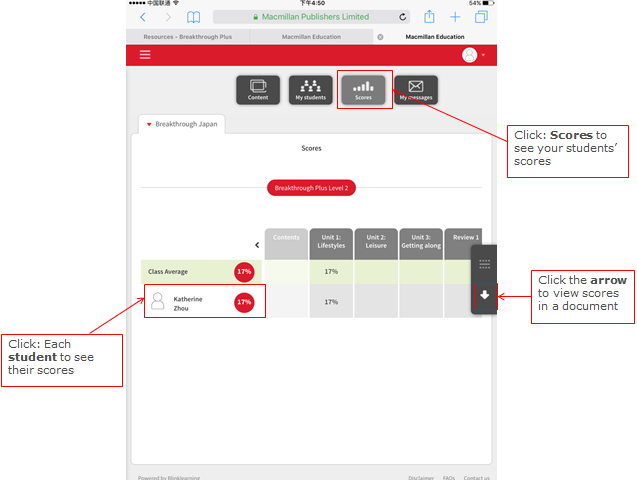 中国联通
下午4:50
54%
Macmillan Publishers Limited
Resources – Breakthrough Plus
Macmillan Education
Macmillan Education
Content
My students
Scores
My messages
Breakthrough Japan
Click: Scores to
see your students’
scores
Scores
Breakthrough Plus Level 2
Contents
Unit 1:
Lifestyles
Unit 2:
Leisure
Unit 3:
Getting along
Review 1
Class Average
17%
17%
Katherine
Zhou
17%
17%
Click the arrow
to view scores
in a document
Click: Each
student to see
their scores
Powered by Blinklearning
Disclaimer
FAQs
Contact us